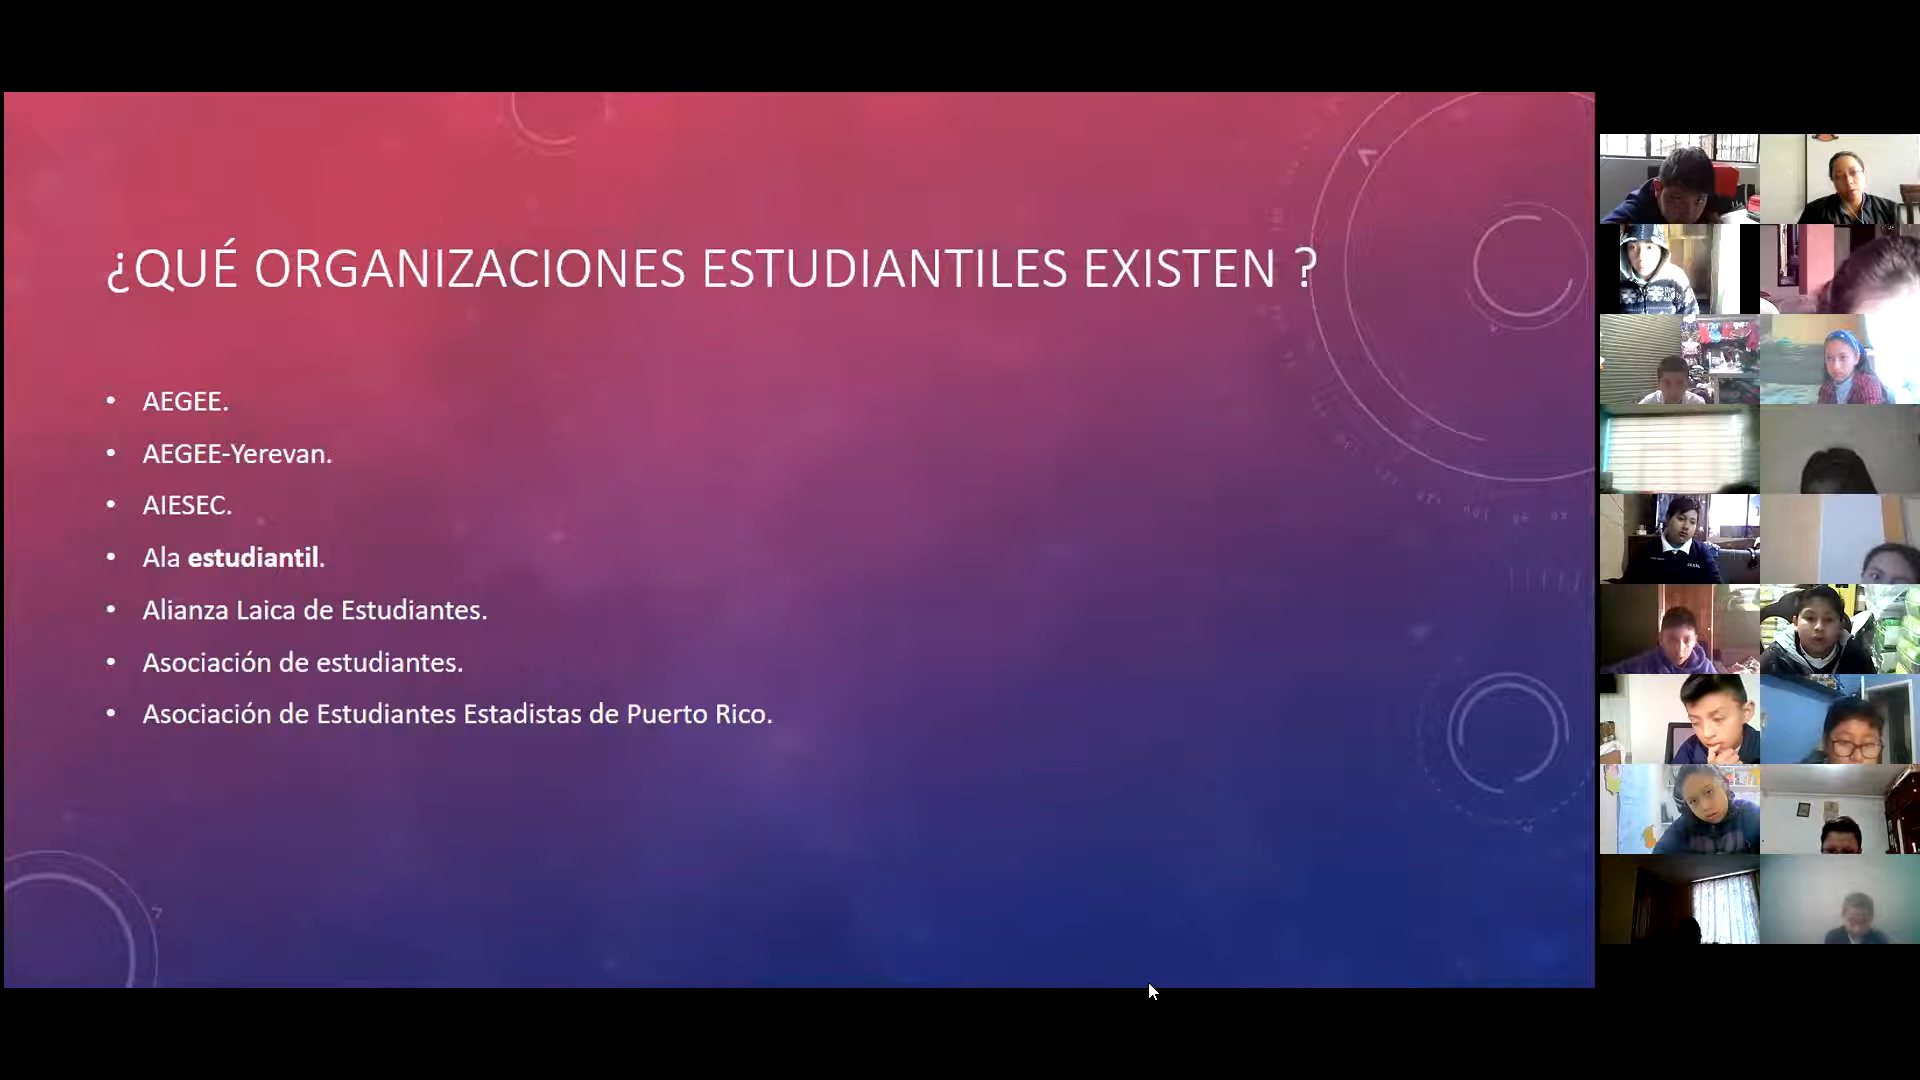 ¿QUÉ ORGANIZACIONES ESTUDIANTILES EXISTEN ?
• AEGEE.
• AEGEE-Yerevan.
• AIESEC.
• Ala estudiantil.
• Alianza Laica de Estudiantes.
• Asociación de estudiantes.
• Asociación de Estudiantes Estadistas de Puerto Rico.